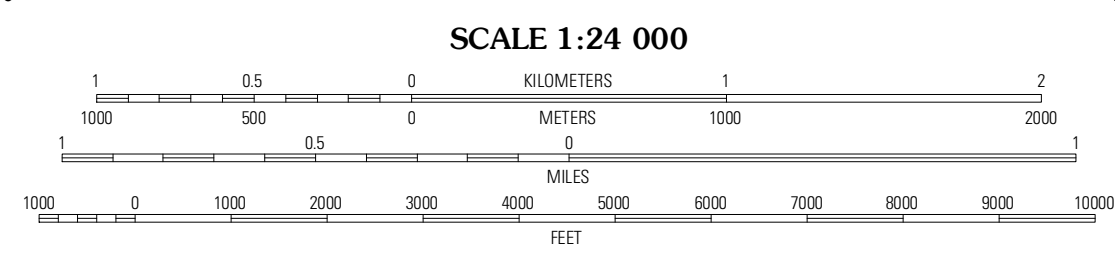 SCALE 1:24 000
1 0.5 0 KILOMETERS 1 2
1000 500 0 METERS 1000 2000
1 0.5 0 1
MILES
1000 0 1000 2000 3000 4000 5000 6000 7000 8000 9000 10000
FEET